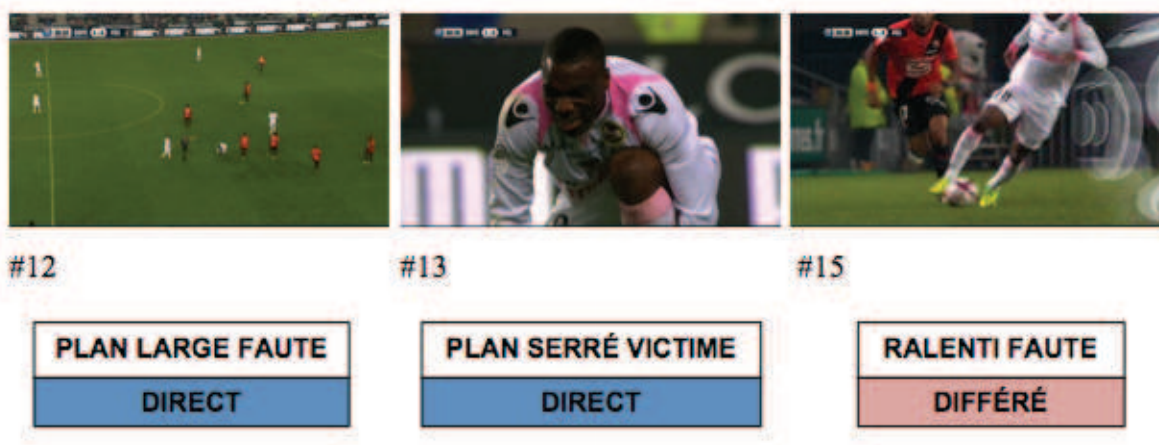 #12
#13
#15
PLAN LARGE FAUTE
DIRECT
PLAN SERRÉ VICTIME
DIRECT
RALENTI FAUTE
DIFFÉRÉ